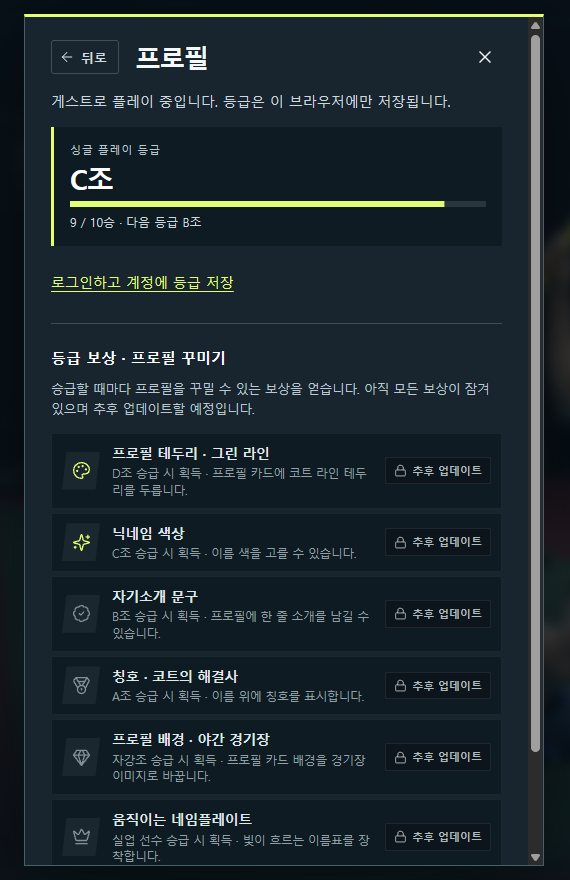 뒤로
프로필
게스트로 플레이 중입니다. 등급은 이 브라우저에만 저장됩니다.
싱글 플레이 등급
C조
9 / 10승 · 다음 등급 B조
로그인하고 계정에 등급 저장
등급 보상 · 프로필 꾸미기
승급할 때마다 프로필을 꾸밀 수 있는 보상을 얻습니다. 아직 모든 보상이 잠겨
있으며 추후 업데이트할 예정입니다.
프로필 테두리 · 그린 라인
D조 승급 시 획득 · 프로필 카드에 코트 라인 테두
리를 두릅니다.
추후 업데이트
닉네임 색상
C조 승급 시 획득 · 이름 색을 고를 수 있습니다.
추후 업데이트
자기소개 문구
B조 승급 시 획득 · 프로필에 한 줄 소개를 남길 수
있습니다.
추후 업데이트
칭호 · 코트의 해결사
A조 승급 시 획득 · 이름 위에 칭호를 표시합니다.
추후 업데이트
프로필 배경 · 야간 경기장
자강조 승급 시 획득 · 프로필 카드 배경을 경기장
이미지로 바꿉니다.
추후 업데이트
움직이는 네임플레이트
실업 선수 승급 시 획득 · 빛이 흐르는 이름표를 장
착합니다.
추후 업데이트